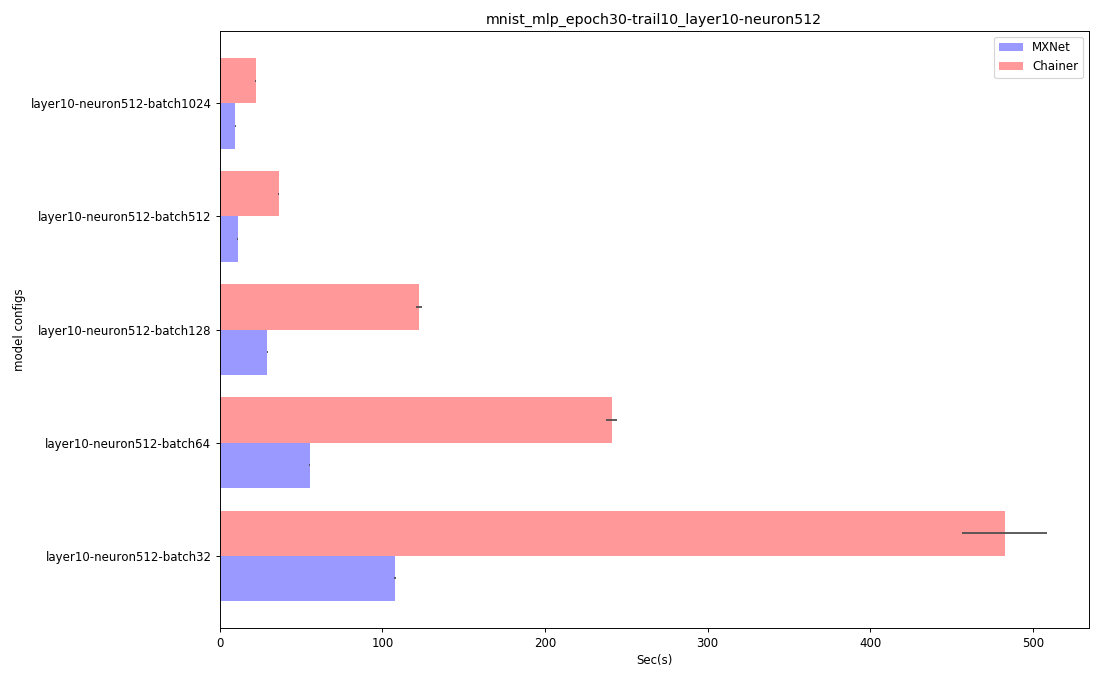 mnist_mlp_epoch30-trail10_layer10-neuron512
MXNet
Chainer
layer10-neuron512-batch1024
layer10-neuron512-batch512
layer10-neuron512-batch128
layer10-neuron512-batch64
layer10-neuron512-batch32
model configs
0 100 200 300 400 500
Sec(s)